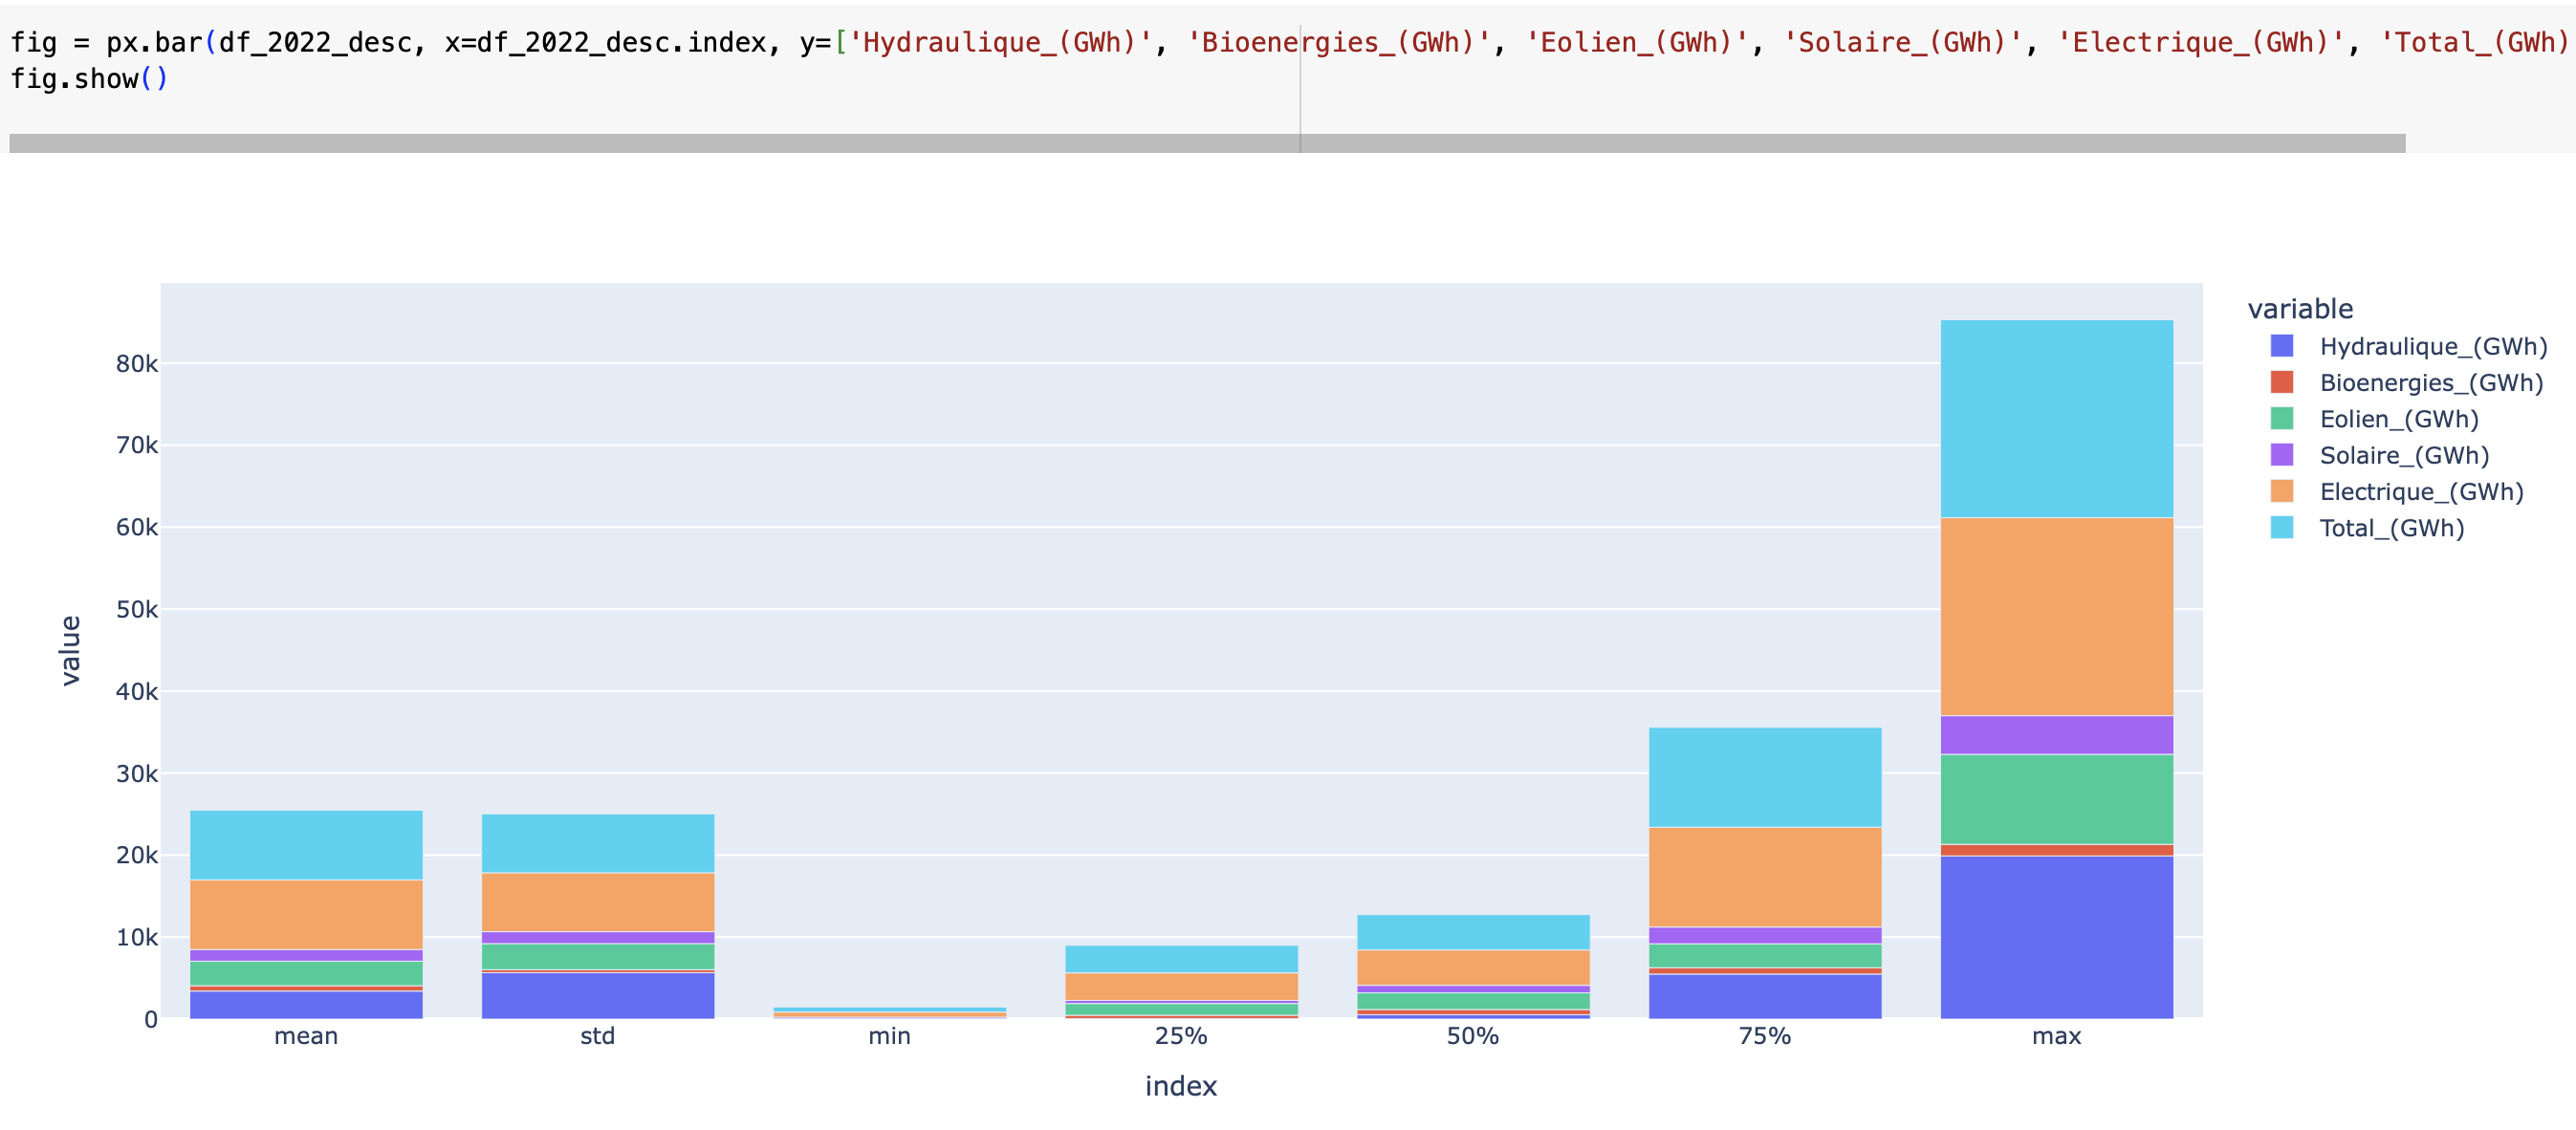 fig = px.bar(df_2022_desc, x=df_2022_desc.index, y=['Hydraulique_(GWh)', 'Bioenergies_(GWh)', 'Eolien_(GWh)', 'Solaire_(GWh)', 'Electrique_(GWh)', 'Total_(GWh)
fig.show()
variable
Hydraulique_(GWh)
Bioenergies_(GWh)
Eolien_(GWh)
Solaire_(GWh)
Electrique_(GWh)
Total_(GWh)
80k
70k
60k
50k
40k
30k
20k
10k
0
value
mean std min 25% 50% 75% max
index